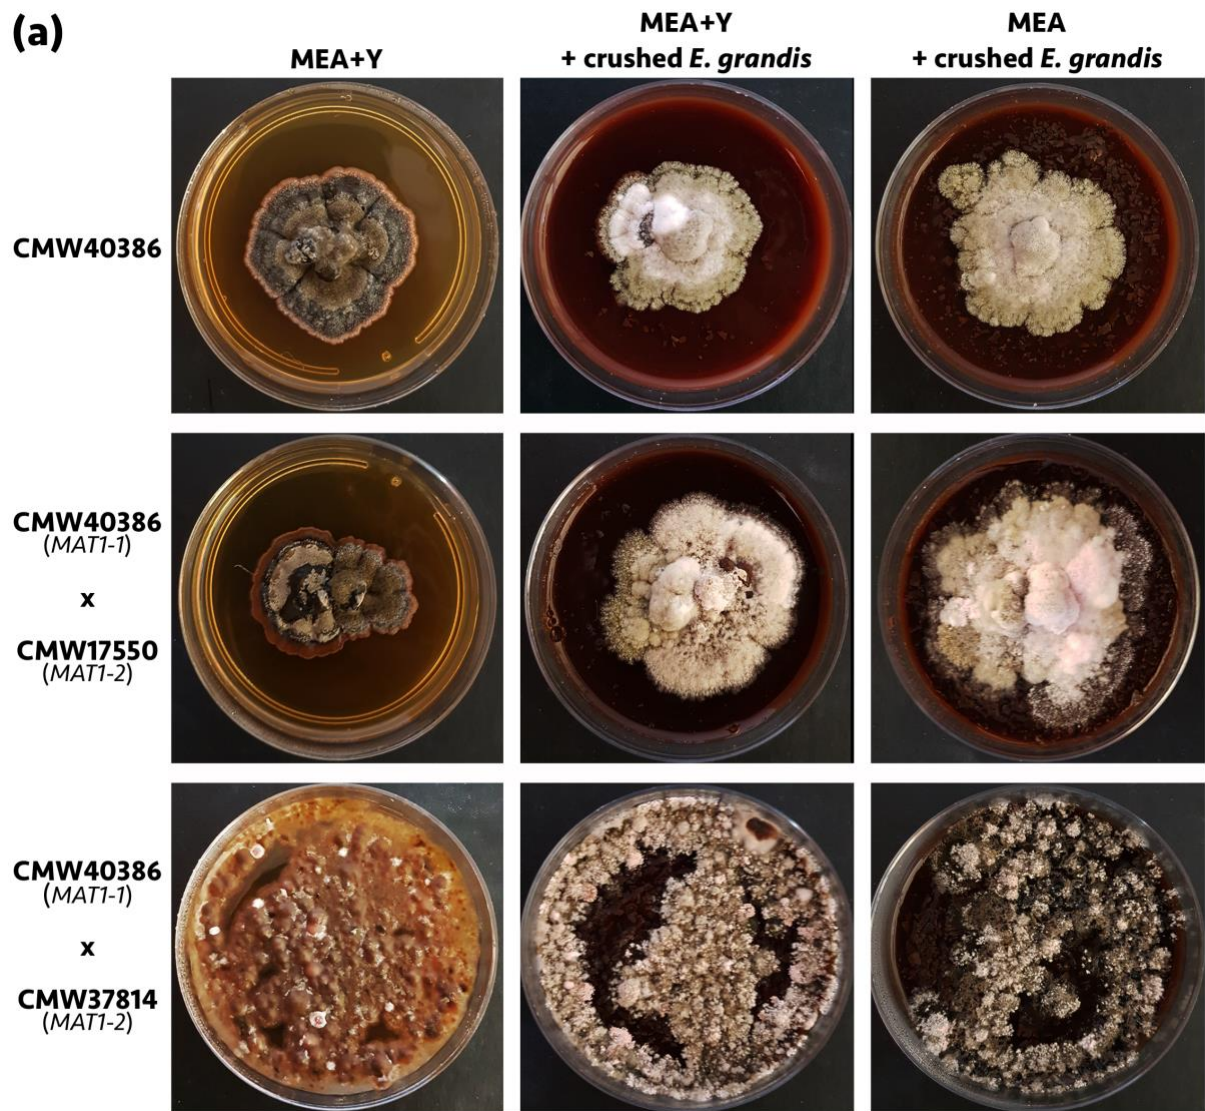 (a)
MEA+Y
MEA+Y
+ crushed E. grandis
MEA
+ crushed E. grandis
CMW40386
CMW40386
(MAT1-1)
x
CMW17550
(MAT1-2)
CMW40386
(MAT1-1)
x
CMW37814
(MAT1-2)